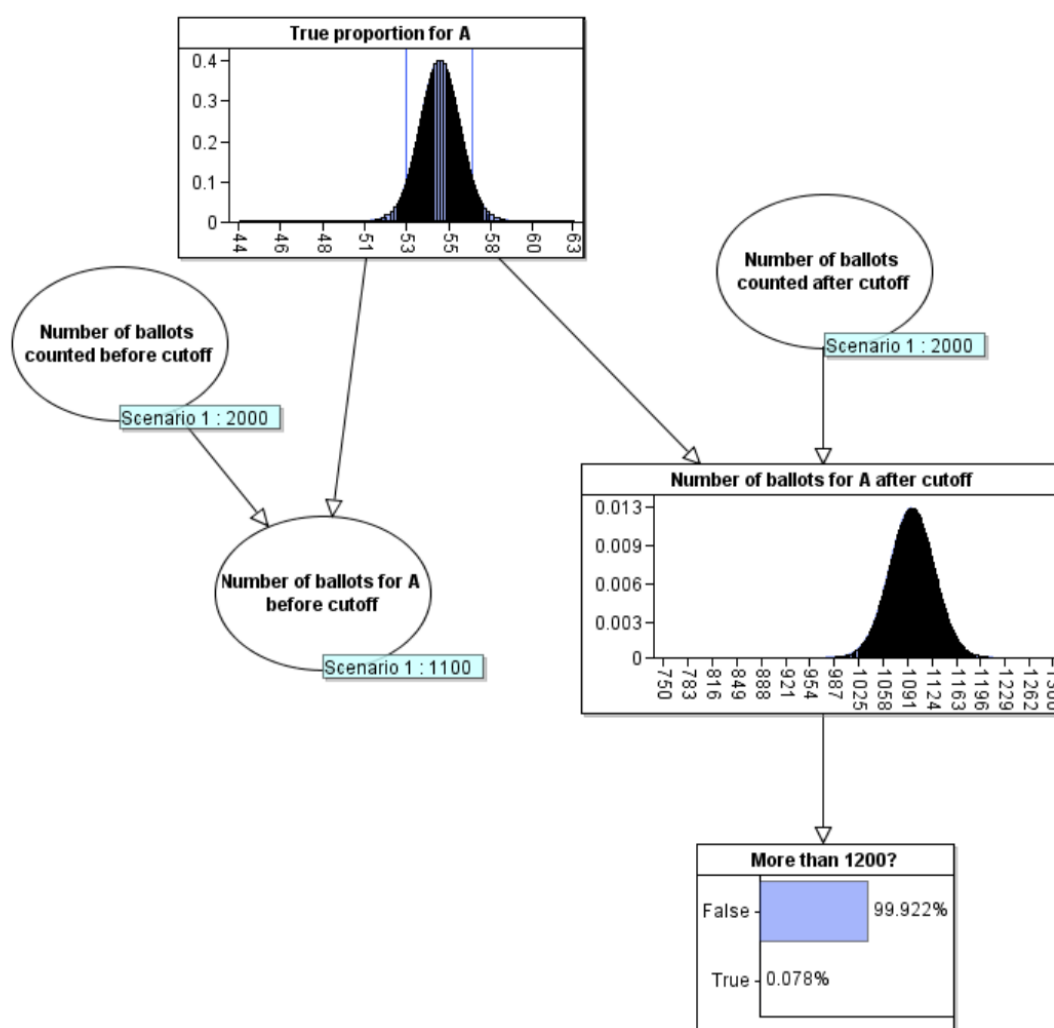 True proportion for A
0.4
0.3
0.2
0.1
0
44
46
48
51
53
55
58
60
63
Number of ballots
counted after cutoff
Scenario 1 : 2000
Number of ballots
counted before cutoff
Scenario 1 : 2000
Number of ballots for A after cutoff
0.013
0.009
0.006
0.003
0
750
783
816
849
888
921
954
987
1025
1058
1091
1124
1163
1196
1229
1262
Number of ballots for A
before cutoff
Scenario 1 : 1100
More than 1200?
False
99.922%
True
0.078%